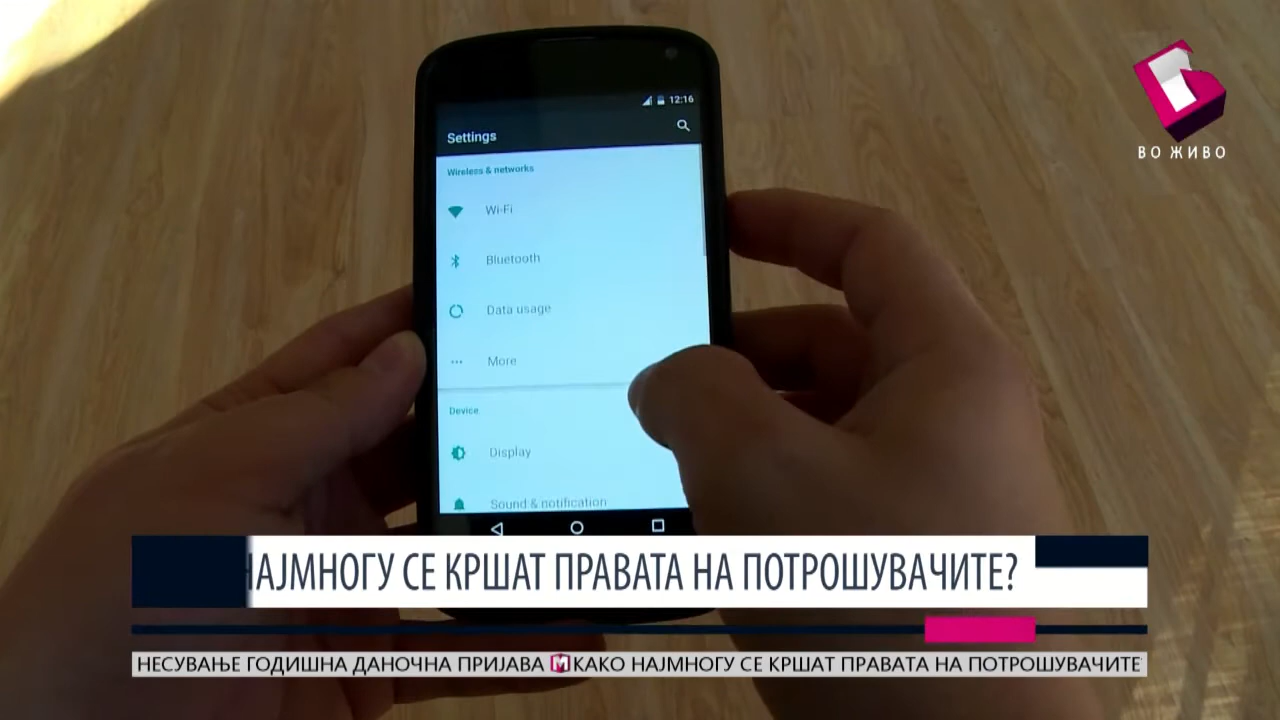 12:16
Settings
Wireless & networks
Wi-Fi
Bluetooth
Data usage
More
Device
Display
Sound & notification
ВО ЖИВО
НАЈМНОГУ СЕ КРШАТ ПРАВАТА НА ПОТРОШУВАЧИТЕ?
НЕСУВАЊЕ ГОДИШНА ДАНОЧНА ПРИЈАВА М КАКО НАЈМНОГУ СЕ КРШАТ ПРАВАТА НА ПОТРОШУВАЧИТЕ